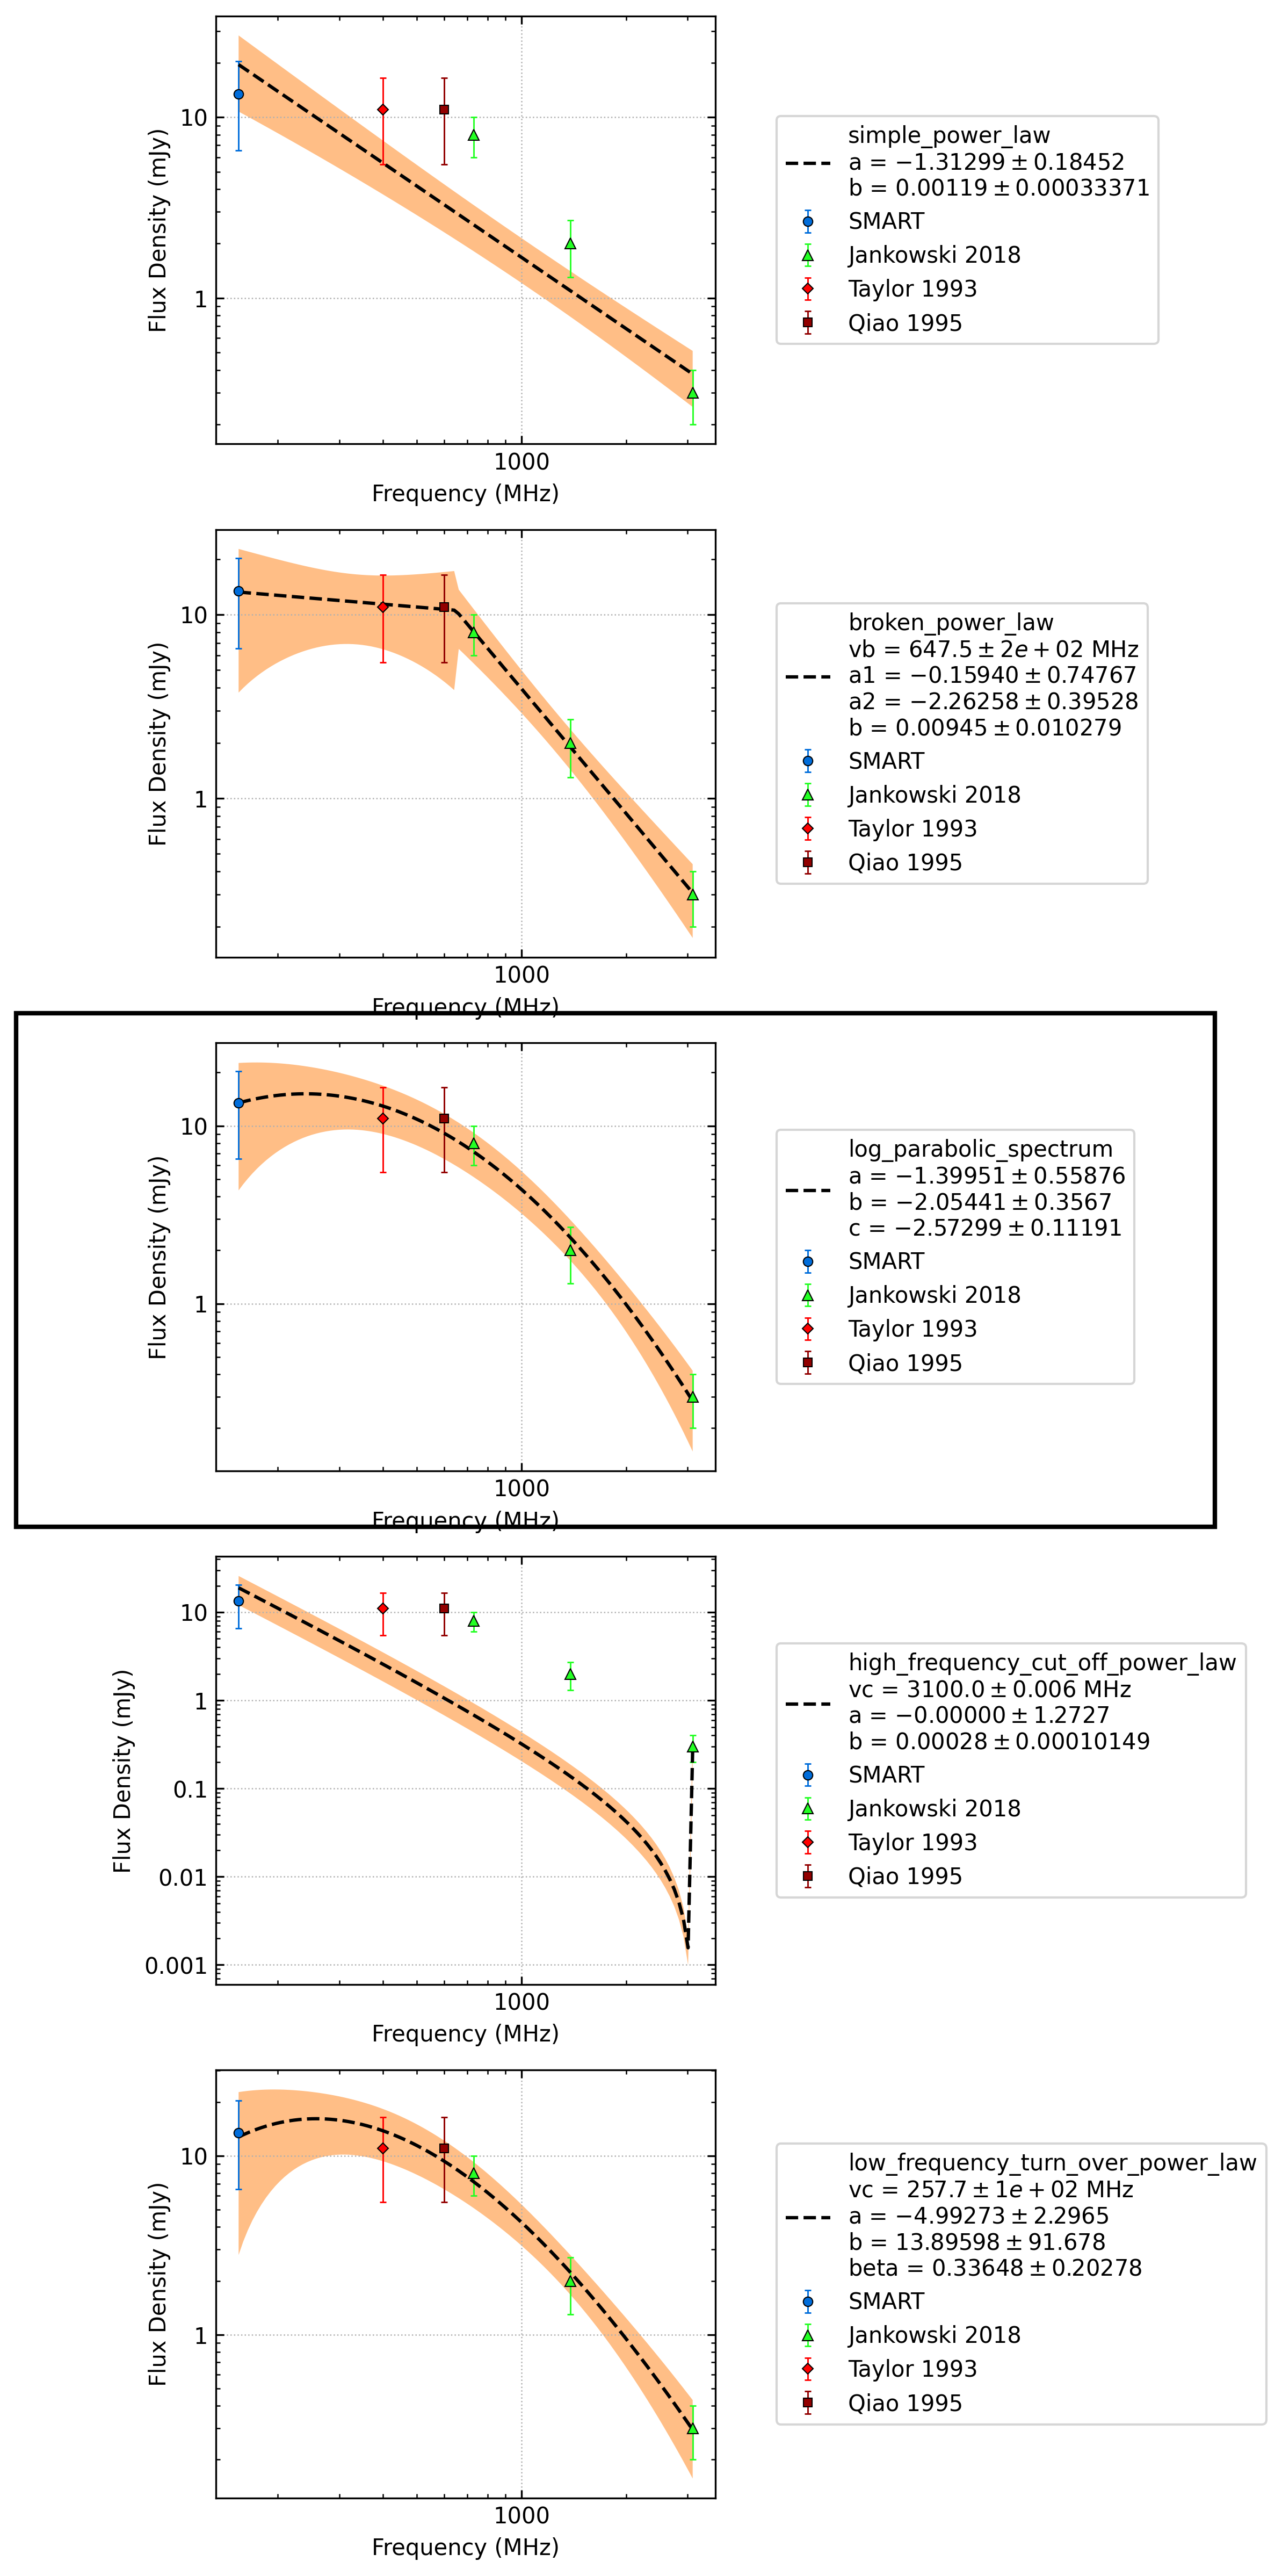 10
1
Flux Density (mJy)
1000
Frequency (MHz)
simple_power_law
a = −1.31299 ± 0.18452
b = 0.00119 ± 0.00033371
SMART
Jankowski 2018
Taylor 1993
Qiao 1995
10
1
Flux Density (mJy)
1000
Frequency (MHz)
broken_power_law
vb = 647.5 ± 2e + 02 MHz
a1 = −0.15940 ± 0.74767
a2 = −2.26258 ± 0.39528
b = 0.00945 ± 0.010279
SMART
Jankowski 2018
Taylor 1993
Qiao 1995
10
1
Flux Density (mJy)
1000
Frequency (MHz)
log_parabolic_spectrum
a = −1.39951 ± 0.55876
b = −2.05441 ± 0.3567
c = −2.57299 ± 0.11191
SMART
Jankowski 2018
Taylor 1993
Qiao 1995
10
1
0.1
0.01
0.001
Flux Density (mJy)
1000
Frequency (MHz)
high_frequency_cut_off_power_law
vc = 3100.0 ± 0.006 MHz
a = −0.00000 ± 1.2727
b = 0.00028 ± 0.00010149
SMART
Jankowski 2018
Taylor 1993
Qiao 1995
10
1
Flux Density (mJy)
1000
Frequency (MHz)
low_frequency_turn_over_power_law
vc = 257.7 ± 1e + 02 MHz
a = −4.99273 ± 2.2965
b = 13.89598 ± 91.678
beta = 0.33648 ± 0.20278
SMART
Jankowski 2018
Taylor 1993
Qiao 1995